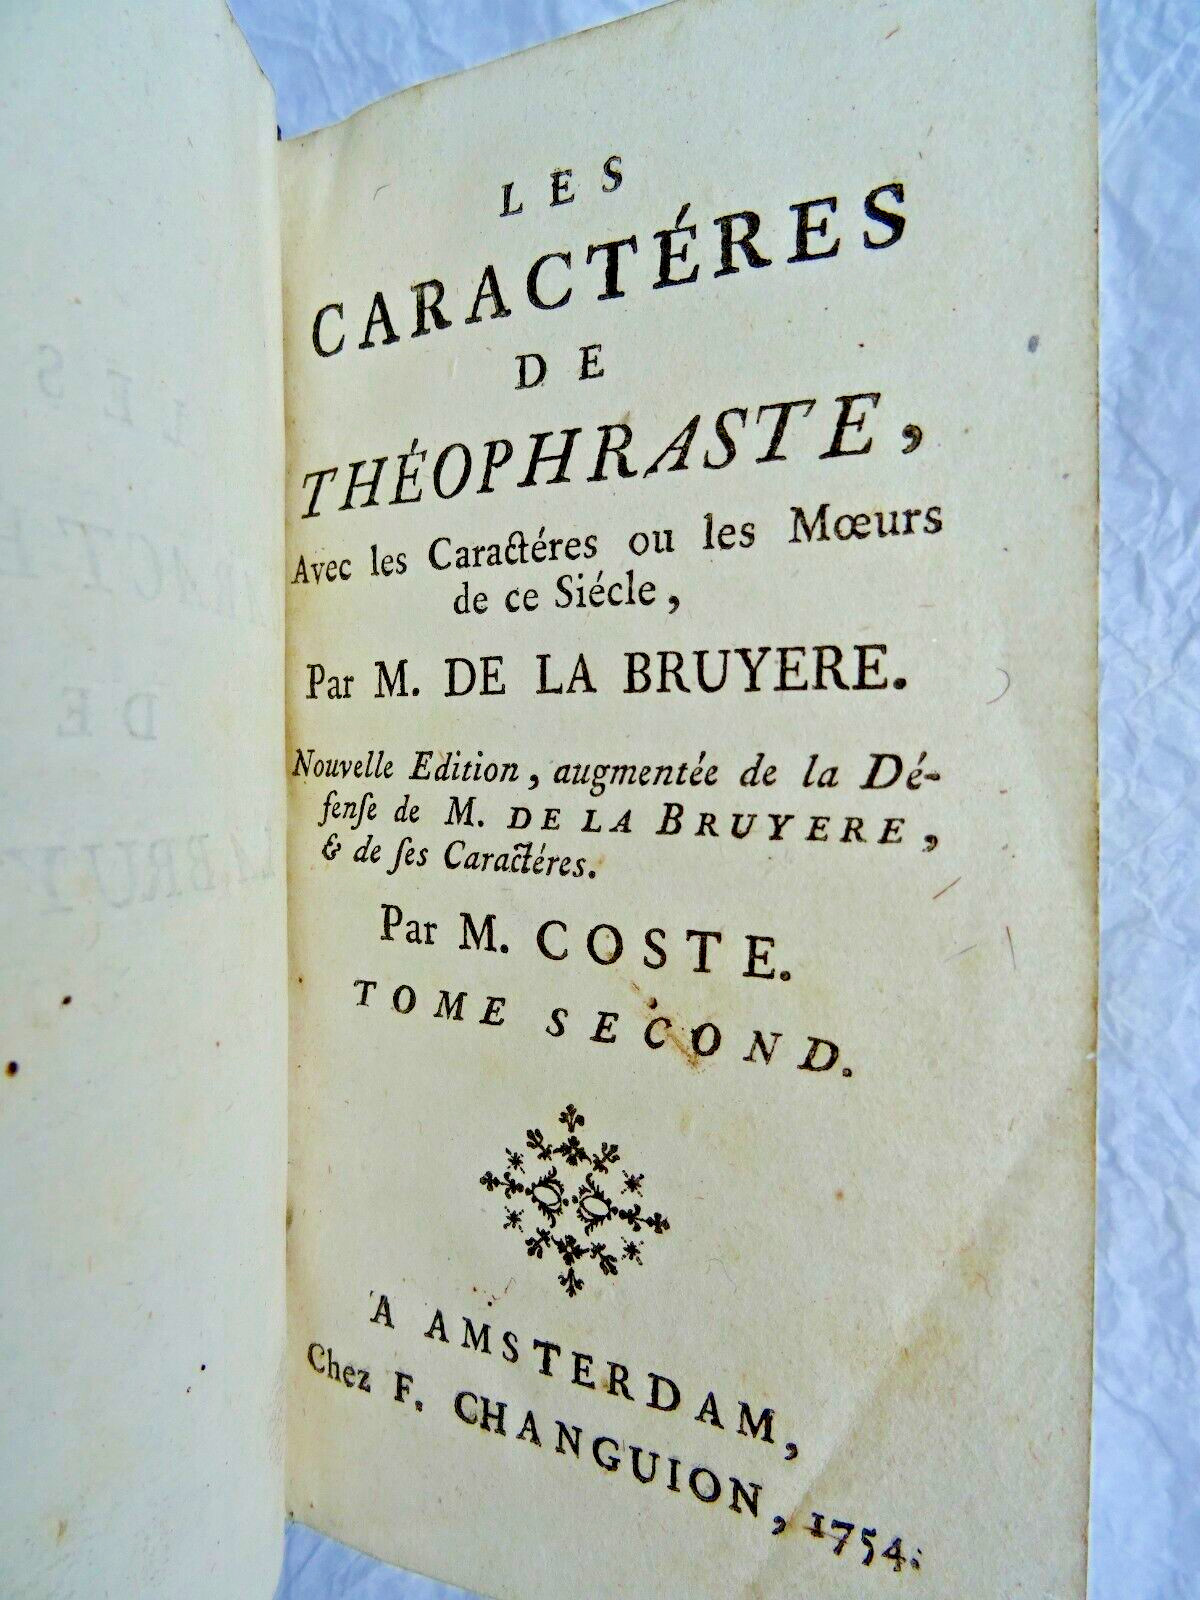 LES
CARACTÉRES
DE
THÉOPHRASTE,
Avec les Caractéres ou les Mœurs
de ce Siécle,
Par M. DE LA BRUYERE.
Nouvelle Edition, augmentée de la Dé-
fenſe de M. DE LA BRUYERE,
& de ſes Caractéres.
Par M. COSTE.
TOME SECOND.
A AMSTERDAM,
Chez F. CHANGUION, 1754.